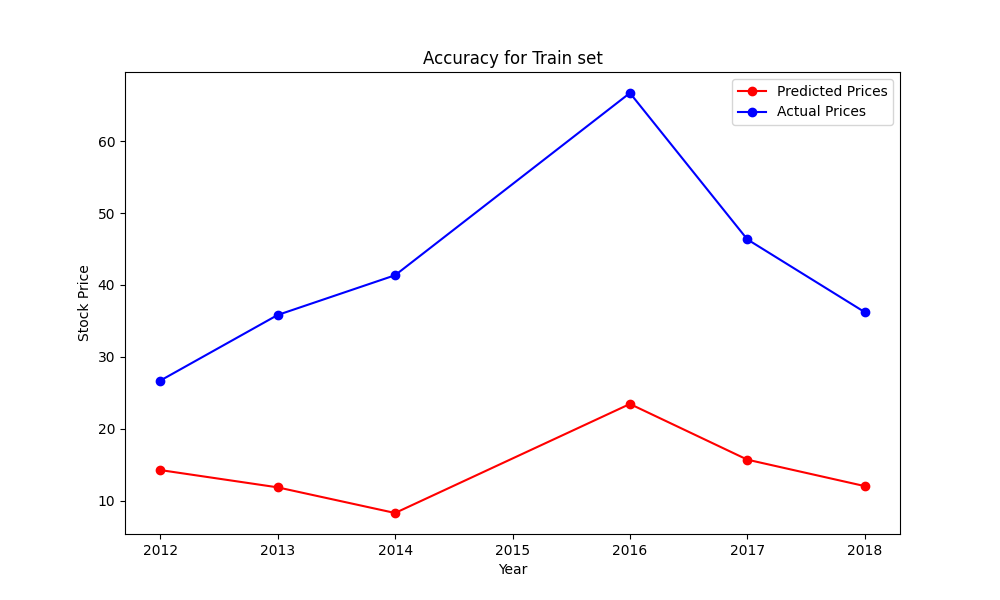 Accuracy for Train set
Predicted Prices
Actual Prices
60
50
40
30
20
10
Stock Price
2012 2013 2014 2015 2016 2017 2018
Year